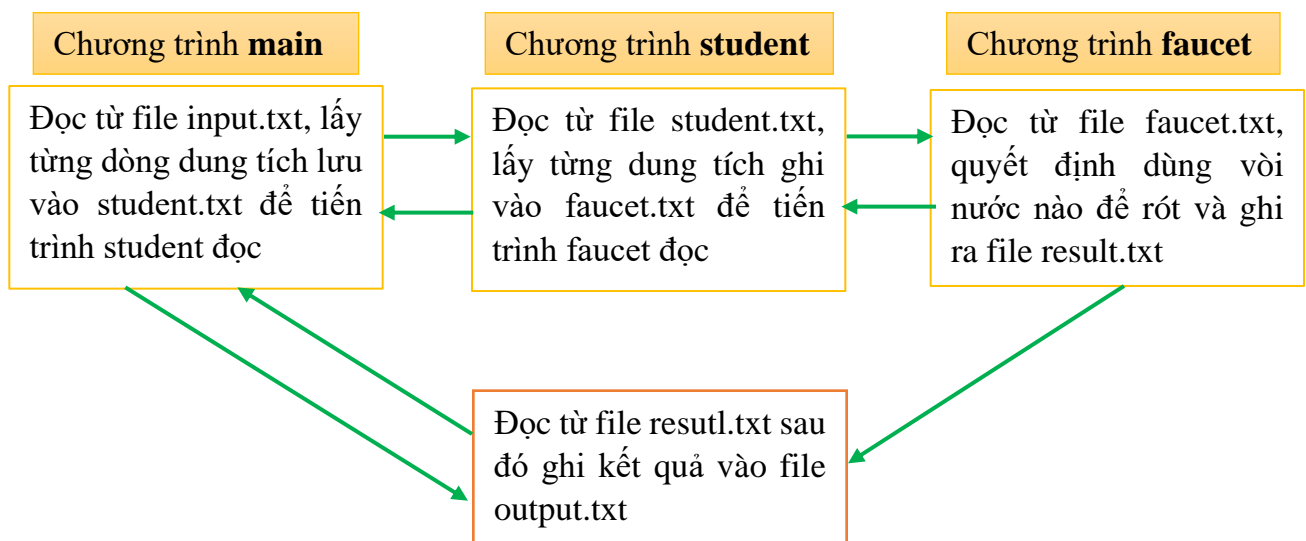 Chương trình main
Chương trình student
Chương trình faucet
Đọc từ file input.txt, lấy
từng dòng dung tích lưu
vào student.txt để tiến
trình student đọc
Đọc từ file student.txt,
lấy từng dung tích ghi
vào faucet.txt để tiến
trình faucet đọc
Đọc từ file faucet.txt,
quyết định dùng vòi
nước nào để rót và ghi
ra file result.txt
Đọc từ file resutl.txt sau
đó ghi kết quả vào file
output.txt